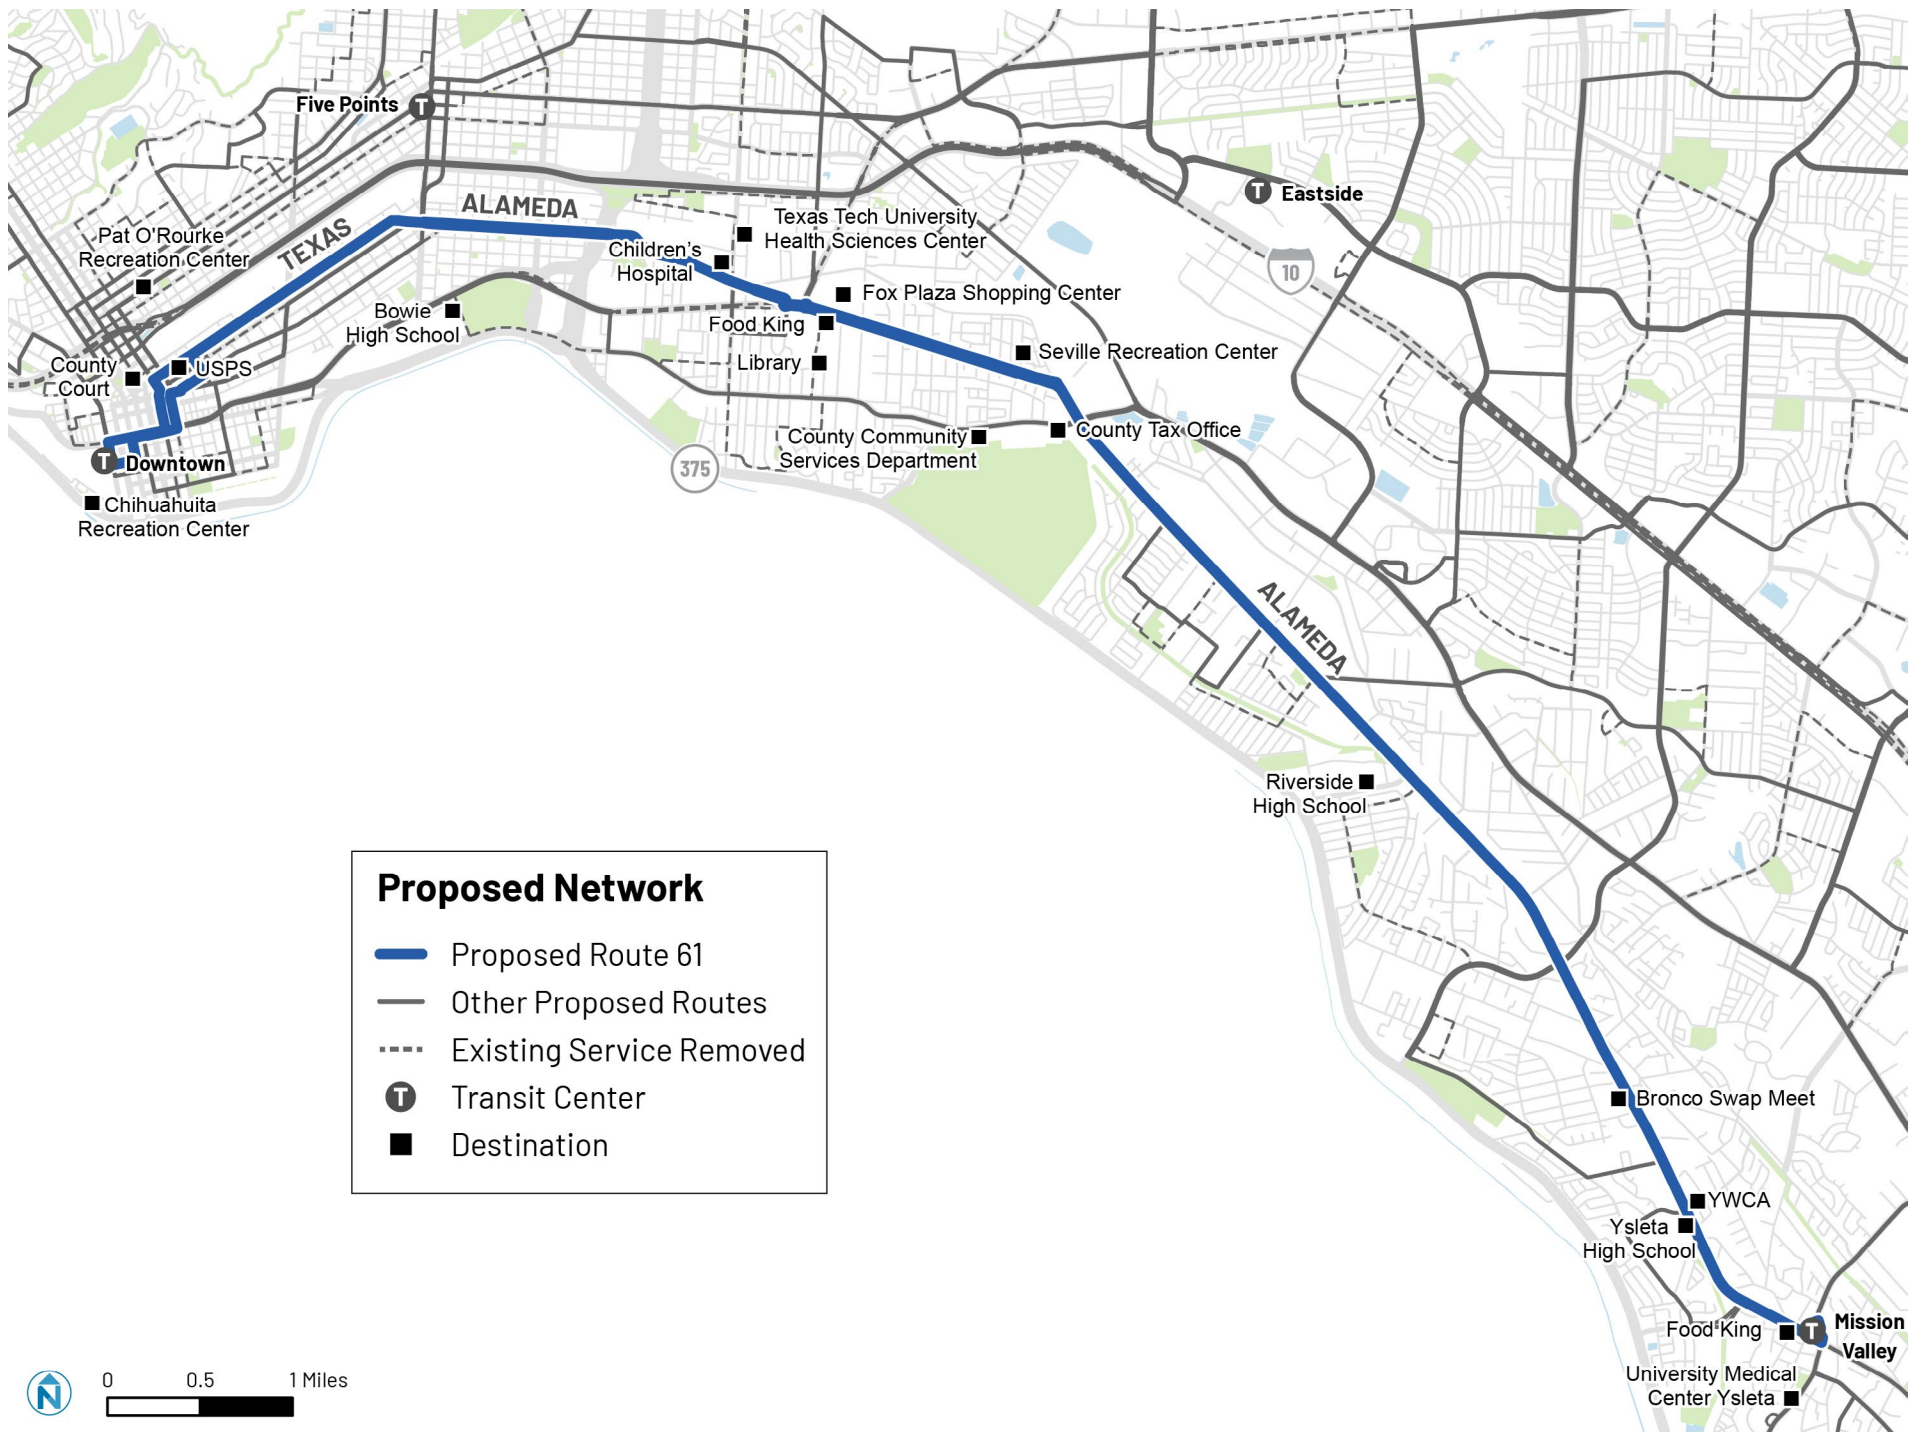 Five Points
T
ALAMEDA
TEXAS
Pat O'Rourke
Recreation Center
Texas Tech University
Health Sciences Center
Children's
Hospital
T
Eastside
10
Fox Plaza Shopping Center
Bowie
High School
Food King
Library
Seville Recreation Center
County
Court
USPS
T
Downtown
County Community
Services Department
County Tax Office
375
Chihuahuita
Recreation Center
ALAMEDA
Riverside
High School
Proposed Network
Proposed Route 61
Other Proposed Routes
Existing Service Removed
T
Transit Center
Destination
Bronco Swap Meet
YWCA
Ysleta
High School
Food King
T
Mission
Valley
University Medical
Center Ysleta
N
0 0.5 1 Miles